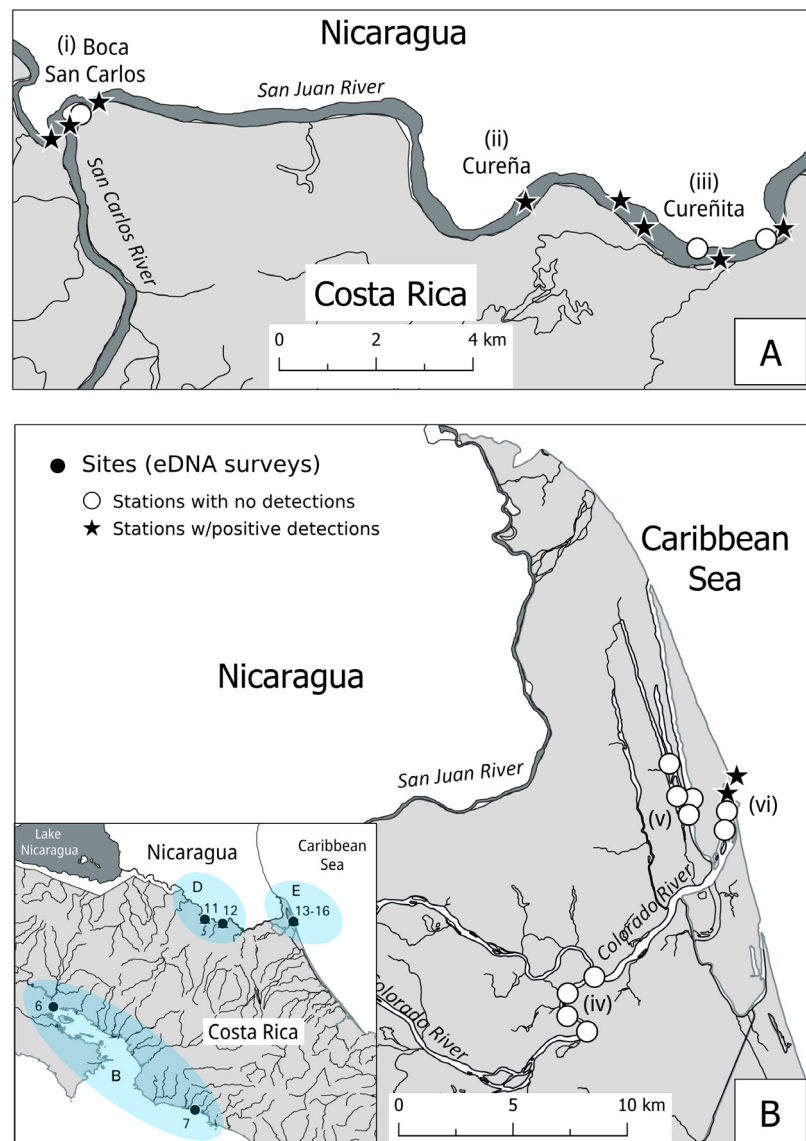 Nicaragua
(i) Boca
San Carlos
San Juan River
(ii)
Cureña
(iii)
Cureñita
San Carlos River
Costa Rica
0 2 4 km
A
● Sites (eDNA surveys)
○ Stations with no detections
★ Stations w/positive detections
Caribbean
Sea
Nicaragua
San Juan River
(v)
(vi)
Colorado River
(iv)
Colorado River
0 5 10 km
B
Lake
Nicaragua
Nicaragua
Caribbean
Sea
D
E
11 12
13-16
6
Costa Rica
B
7